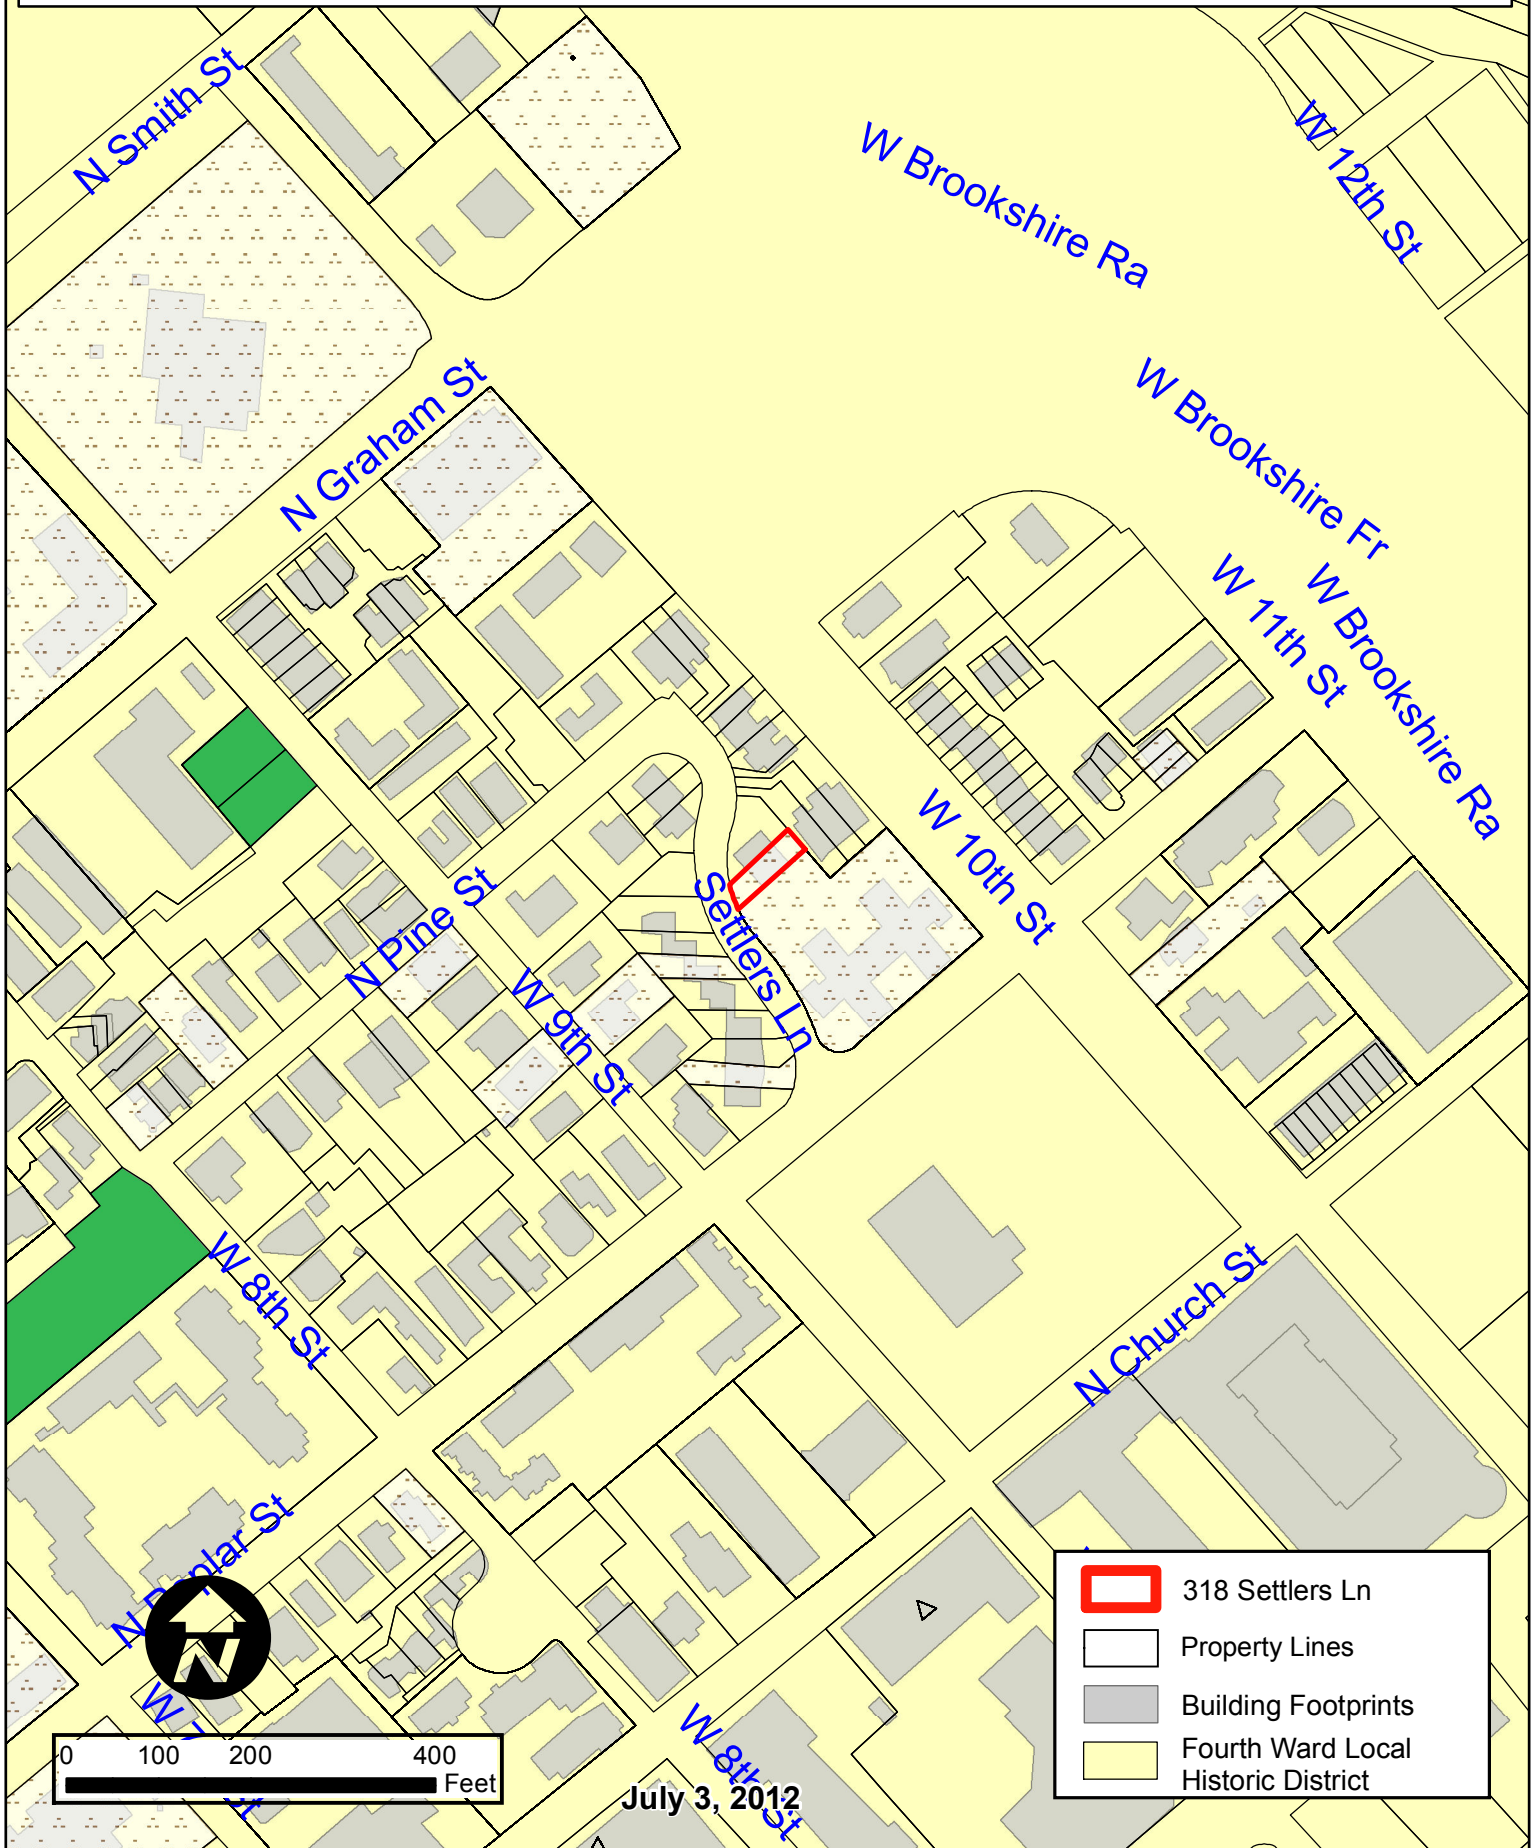 N Smith St
W Brookshire Ra
W 12th St
N Graham St
W Brookshire Fr
W 11th St
W Brookshire Ra
W 10th St
Settlers Ln
N Pine St
W 9th St
W 8th St
N Church St
N Poplar St
N
W
St
W 8th St
0 100 200 400
Feet
July 3, 2012
318 Settlers Ln
Property Lines
Building Footprints
Fourth Ward Local
Historic District